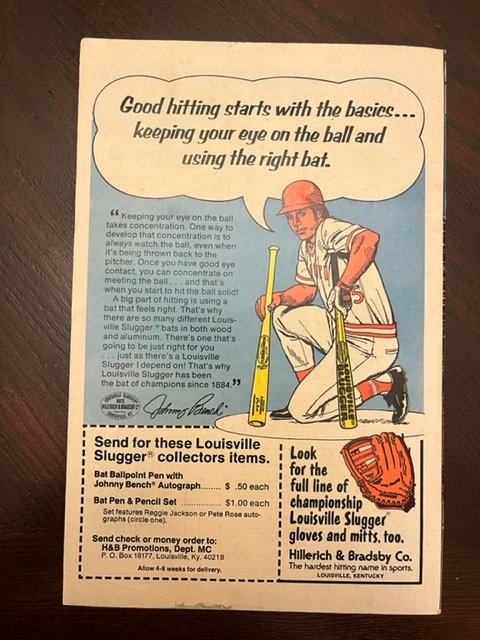 Good hitting starts with the basics...
keeping your eye on the ball and
using the right bat.
“Keeping your eye on the ball
takes concentration. One way to
develop that concentration is to
always watch the ball, even when
it's being thrown back to the
pitcher. Once you have good eye
contact, you can concentrate on
meeting the ball . . . and that's
when you start to hit the ball solid!
A big part of hitting is using a
bat that feels right. That's why
there are so many different Louis-
ville Slugger® bats in both wood
and aluminum. There's one that's
going to be just right for you
. . . just as there's a Louisville
Slugger I depend on! That's why
Louisville Slugger has been
the bat of champions since 1884.”
Johnny Bench
Send for these Louisville
Slugger® collectors items.
Bat Ballpoint Pen with
Johnny Bench® Autograph....... $ .50 each
Bat Pen & Pencil Set .............. $1.00 each
Set features Reggie Jackson or Pete Rose auto-
graphs (circle one).
Send check or money order to:
H&B Promotions, Dept. MC
P. O. Box 18177, Louisville, Ky. 40218
Allow 4-6 weeks for delivery.
Look
for the
full line of
championship
Louisville Slugger®
gloves and mitts, too.
Hillerich & Bradsby Co.
The hardest hitting name in sports.
LOUISVILLE, KENTUCKY